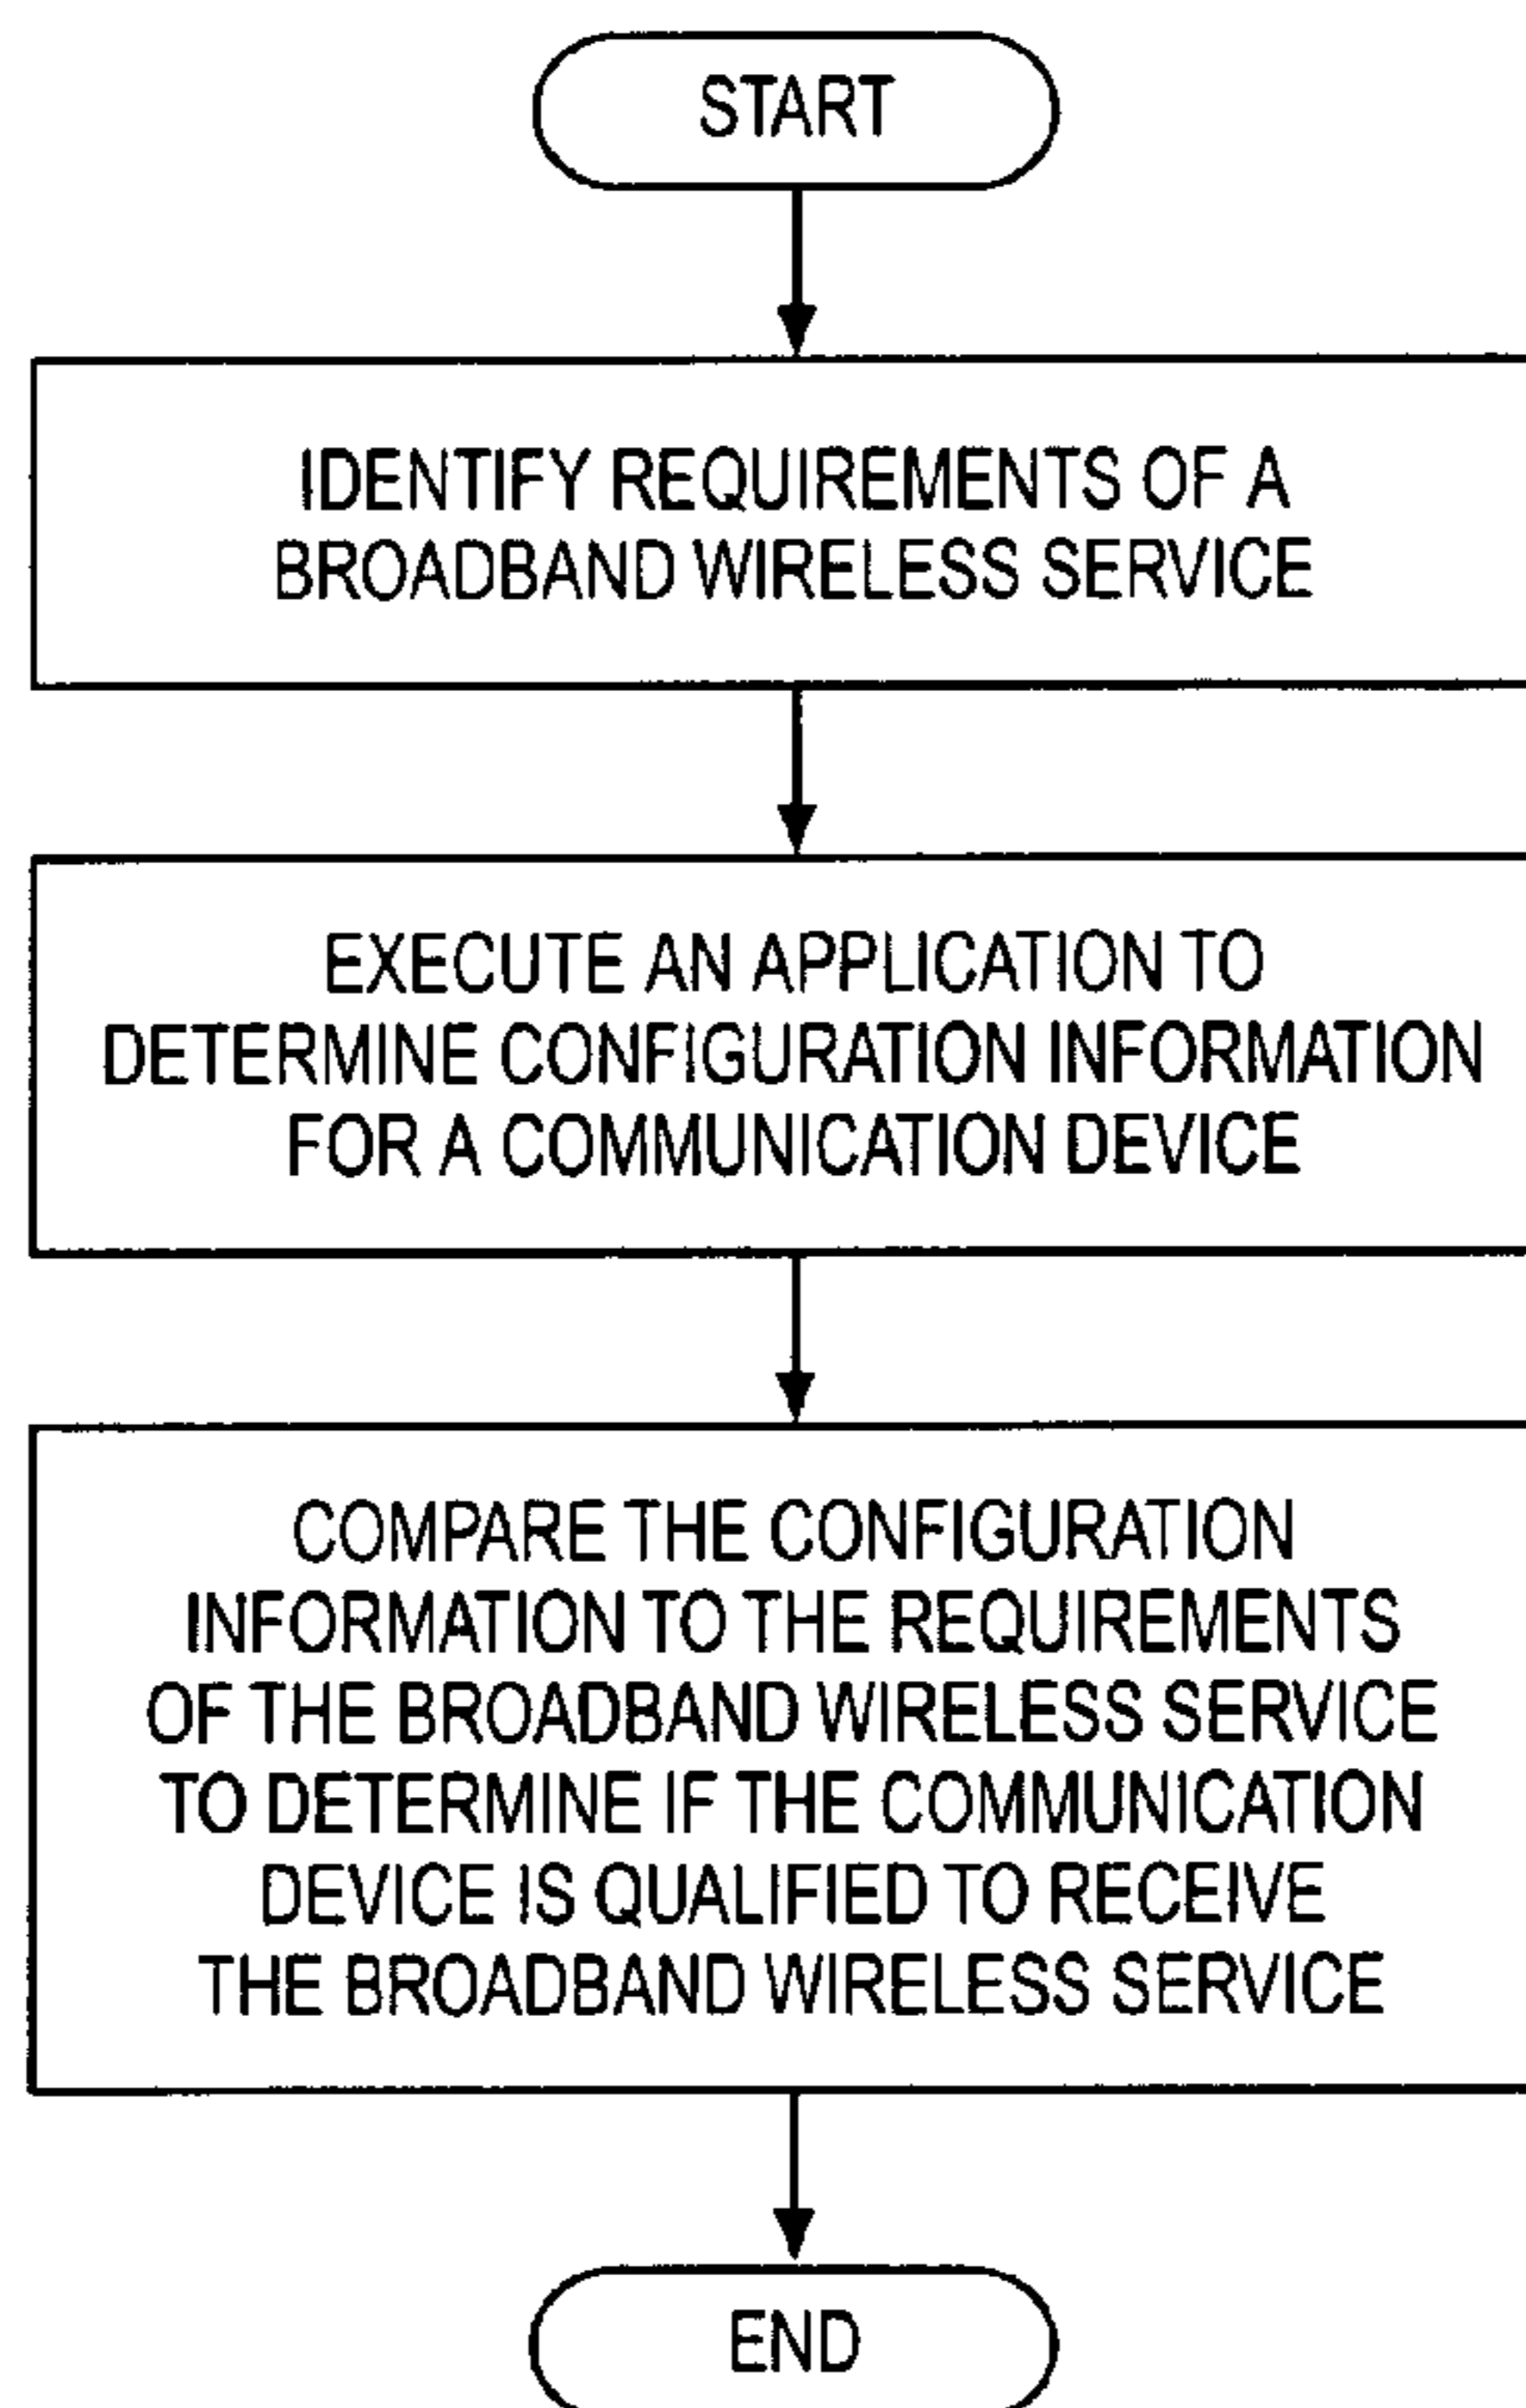 START
IDENTIFY REQUIREMENTS OF A
BROADBAND WIRELESS SERVICE
EXECUTE AN APPLICATION TO
DETERMINE CONFIGURATION INFORMATION
FOR A COMMUNICATION DEVICE
COMPARE THE CONFIGURATION
INFORMATION TO THE REQUIREMENTS
OF THE BROADBAND WIRELESS SERVICE
TO DETERMINE IF THE COMMUNICATION
DEVICE IS QUALIFIED TO RECEIVE
THE BROADBAND WIRELESS SERVICE
END